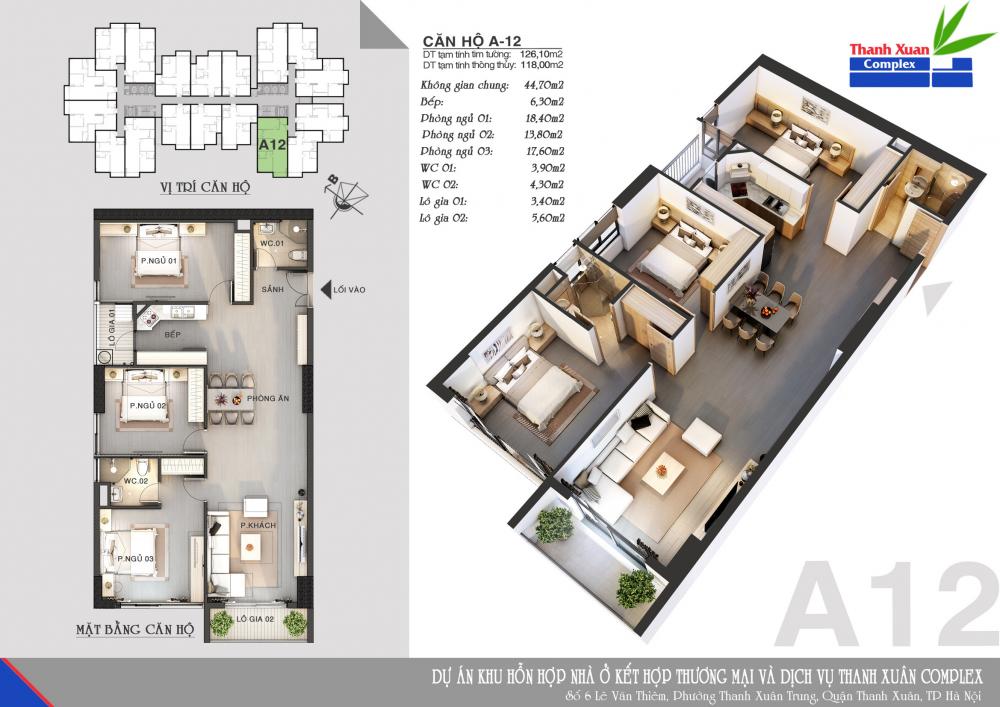 A12
VỊ TRÍ CĂN HỘ
B
CĂN HỘ A-12
DT tạm tính tim tường: 126,10m2
DT tạm tính thông thủy: 118,00m2
Không gian chung: 44,70m2
Bếp: 6,30m2
Phòng ngủ 01: 18,40m2
Phòng ngủ 02: 13,80m2
Phòng ngủ 03: 17,60m2
WC 01: 3,90m2
WC 02: 4,30m2
Lô gia 01: 3,40m2
Lô gia 02: 5,60m2
Thanh Xuan
Complex
P.NGỦ 01
WC.01
SẢNH
LỐI VÀO
LÔ GIA 01
BẾP
P.NGỦ 02
PHÒNG ĂN
WC.02
P.KHÁCH
P.NGỦ 03
LÔ GIA 02
MẶT BẰNG CĂN HỘ
A12
DỰ ÁN KHU HỖN HỢP NHÀ Ở KẾT HỢP THƯƠNG MẠI VÀ DỊCH VỤ THANH XUÂN COMPLEX
Số 6 Lê Văn Thiêm, Phường Thanh Xuân Trung, Quận Thanh Xuân, TP Hà Nội